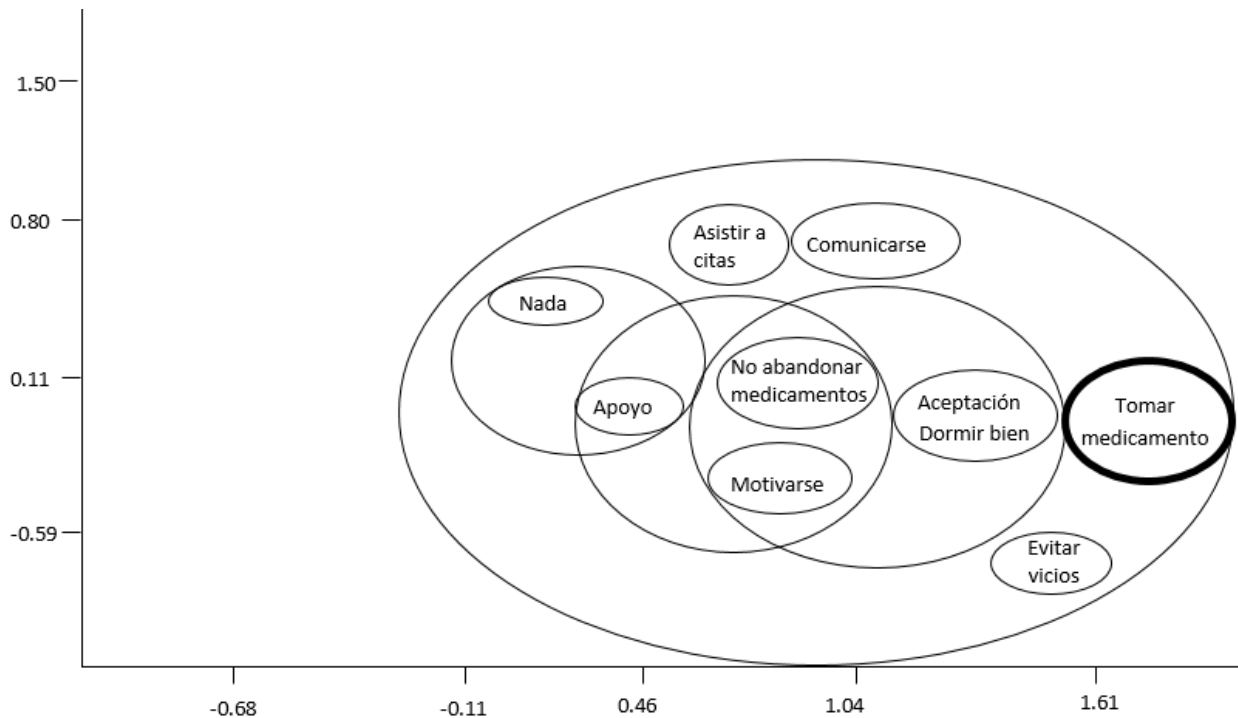 1.50
0.80
Asistir a
citas
Comunicarse
Nada
0.11
No abandonar
medicamentos
Apoyo
Aceptación
Dormir bien
Tomar
medicamento
Motivarse
-0.59
Evitar
vicios
-0.68
-0.11
0.46
1.04
1.61